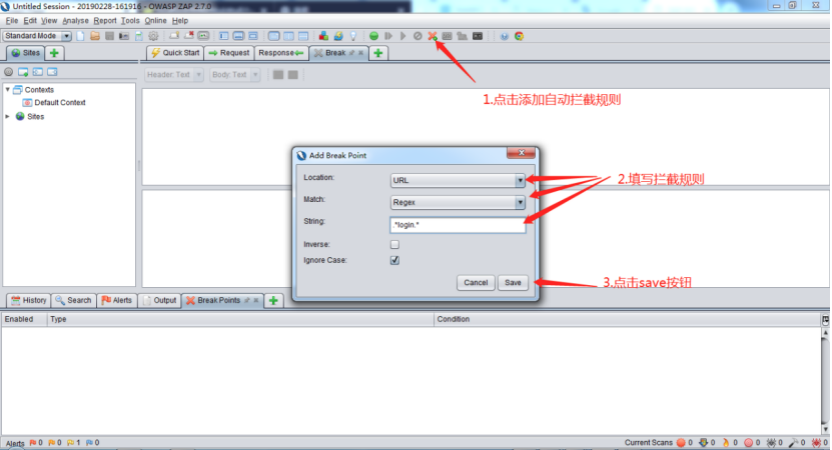 Untitled Session - 20190228-161916 - OWASP ZAP 2.7.0
File Edit View Analyse Report Tools Online Help
Standard Mode
Sites
Quick Start Request Response Break
Header: Text Body: Text
Contexts
Default Context
Sites
1.点击添加自动拦截规则
Add Break Point
Location: URL
2.填写拦截规则
Match: Regex
String: .*login.*
Inverse:
Ignore Case:
Cancel Save
3.点击save按钮
History Search Alerts Output Break Points
Enabled Type Condition
Alerts 0 0 1 0 Current Scans 0 0 0 0 0 0 0